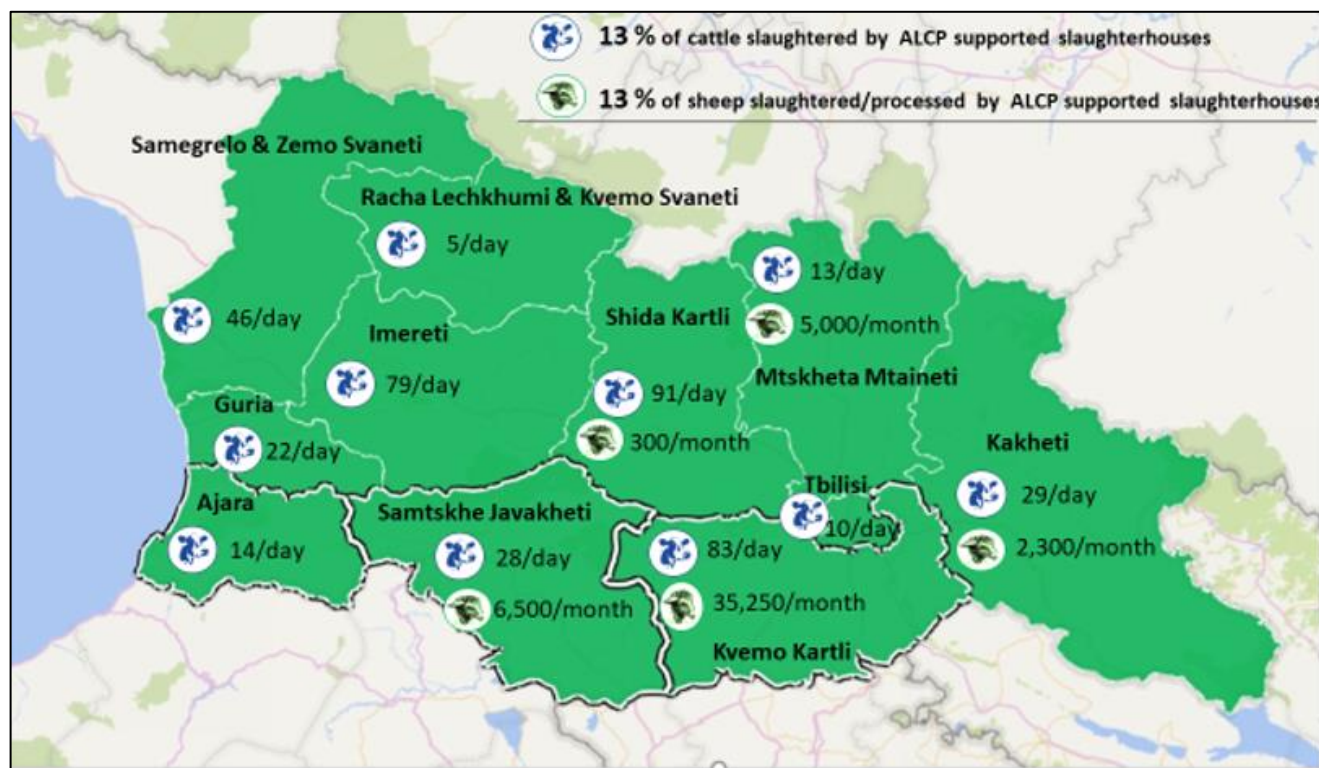 13 % of cattle slaughtered by ALCP supported slaughterhouses
13 % of sheep slaughtered/processed by ALCP supported slaughterhouses
Samegrelo & Zemo Svaneti
46/day
Racha Lechkhumi & Kvemo Svaneti
5/day
Imereti
79/day
Guria
22/day
Ajara
14/day
Samtskhe Javakheti
28/day
6,500/month
Shida Kartli
91/day
300/month
13/day
5,000/month
Mtskheta Mtaineti
Tbilisi
10/day
83/day
35,250/month
Kvemo Kartli
Kakheti
29/day
2,300/month